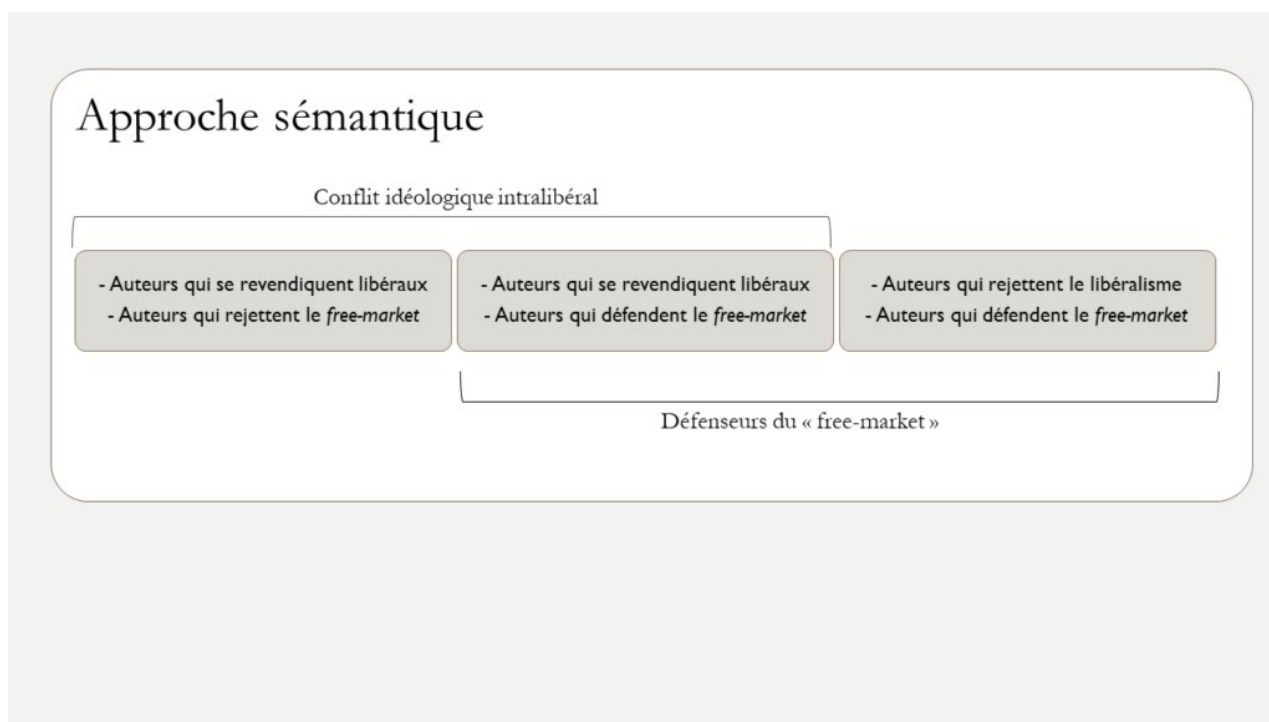 Approche sémantique
Conflit idéologique intralibéral
- Auteurs qui se revendiquent libéraux
- Auteurs qui rejettent le free-market
- Auteurs qui se revendiquent libéraux
- Auteurs qui défendent le free-market
- Auteurs qui rejettent le libéralisme
- Auteurs qui défendent le free-market
Défenseurs du « free-market »